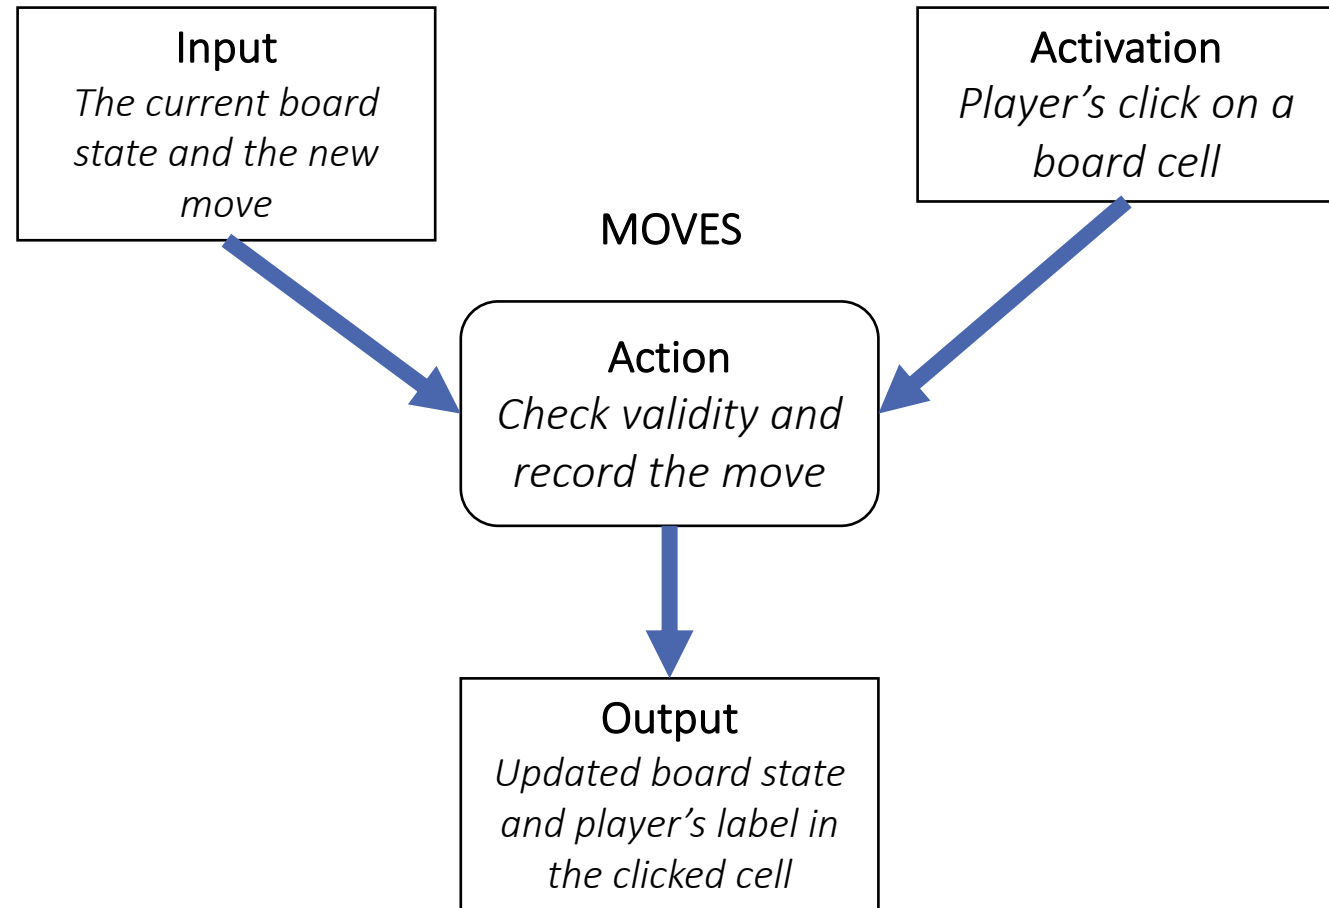 Input
The current board
state and the new
move
Activation
Player’s click on a
board cell
MOVES
Action
Check validity and
record the move
Output
Updated board state
and player’s label in
the clicked cell